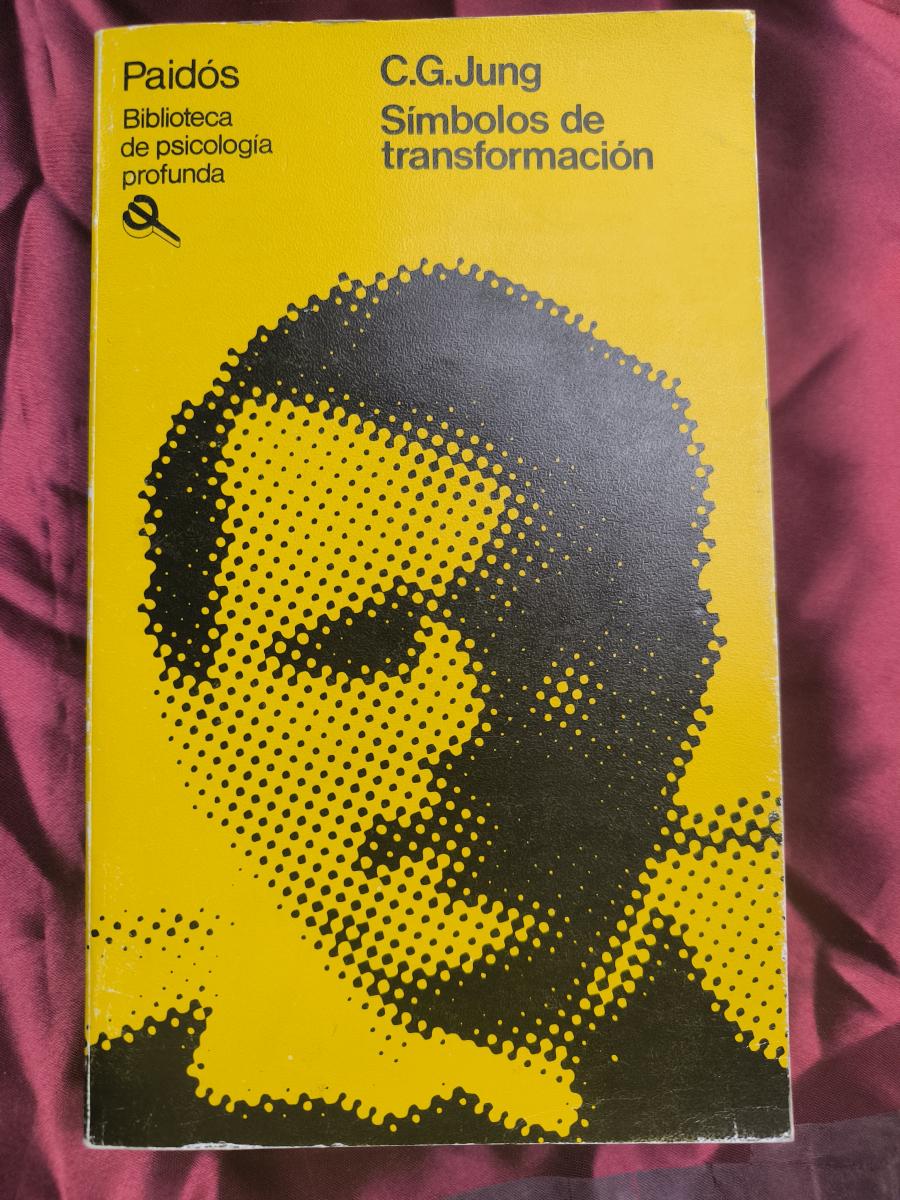 Paidós
Biblioteca
de psicología
profunda
C.G.Jung
Símbolos de
transformación